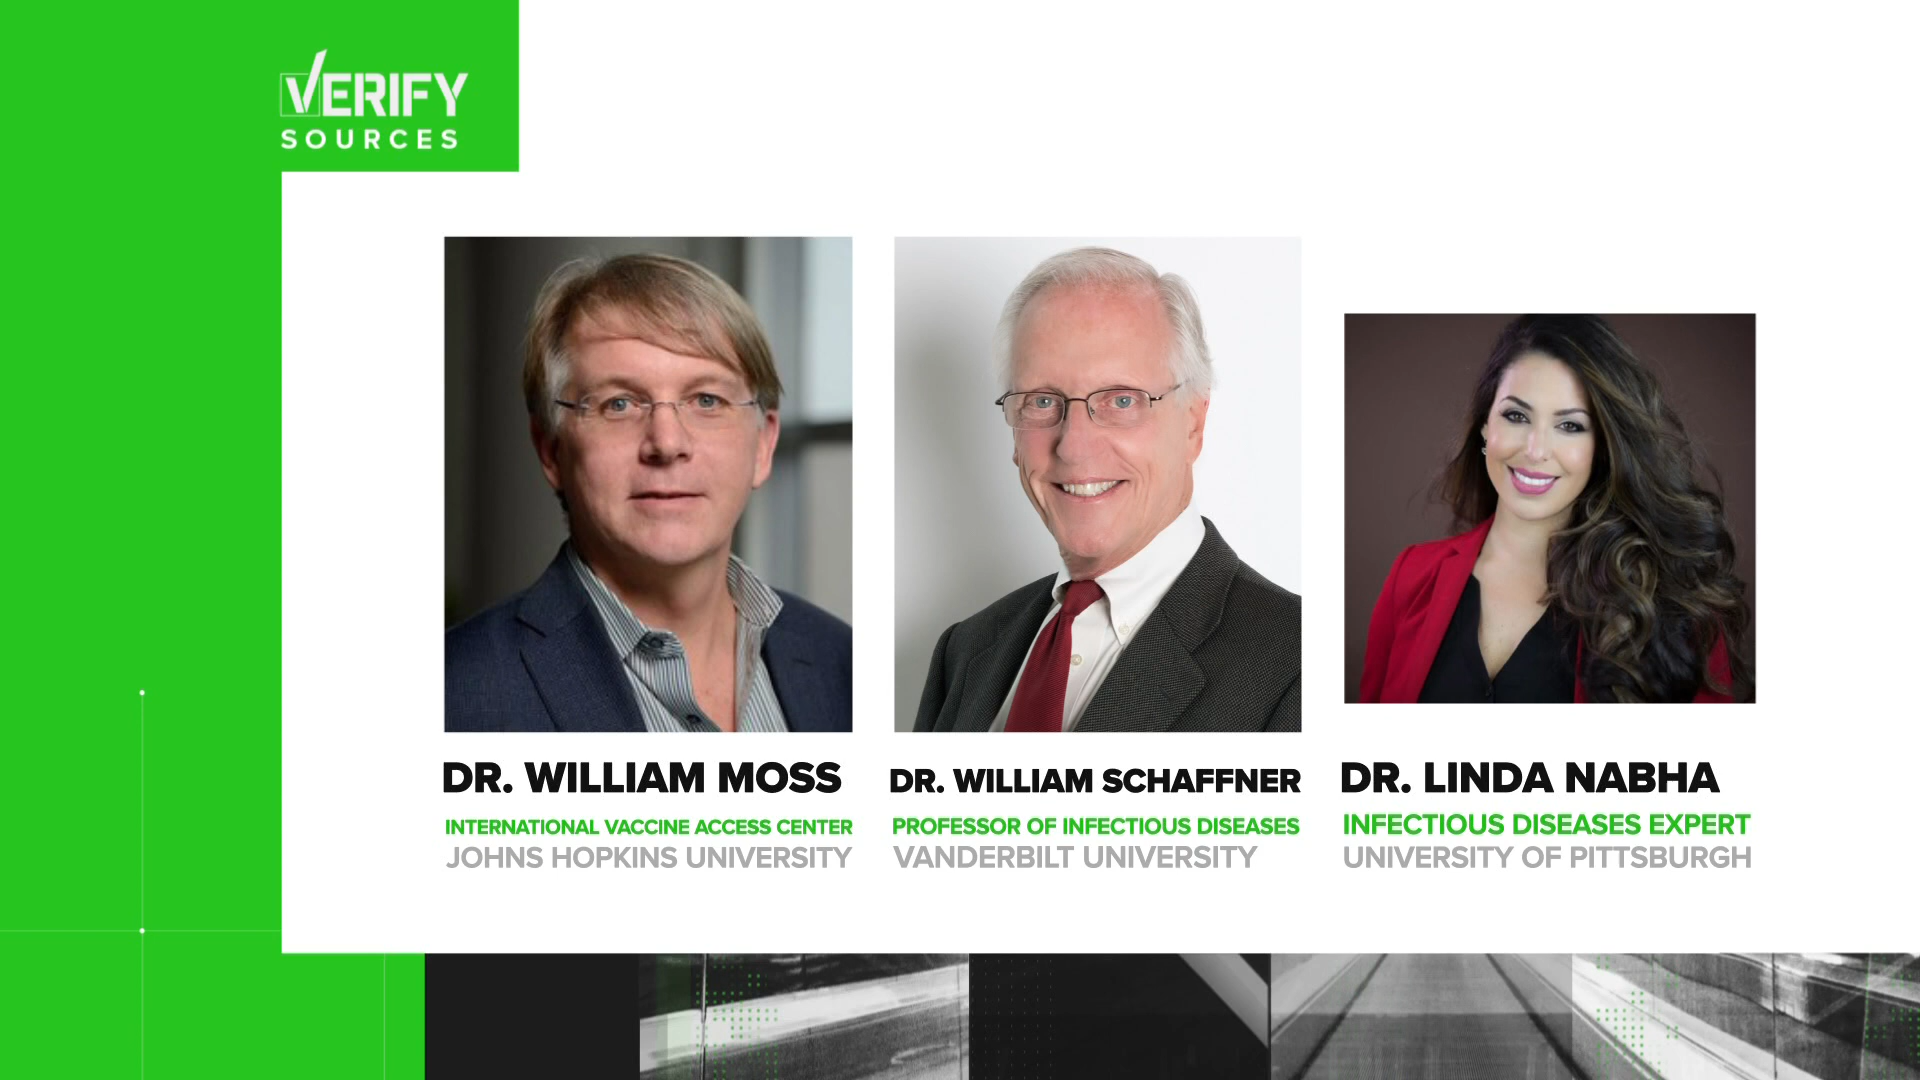 VERIFY
SOURCES
DR. WILLIAM MOSS
INTERNATIONAL VACCINE ACCESS CENTER
JOHNS HOPKINS UNIVERSITY
DR. WILLIAM SCHAFFNER
PROFESSOR OF INFECTIOUS DISEASES
VANDERBILT UNIVERSITY
DR. LINDA NABHA
INFECTIOUS DISEASES EXPERT
UNIVERSITY OF PITTSBURGH